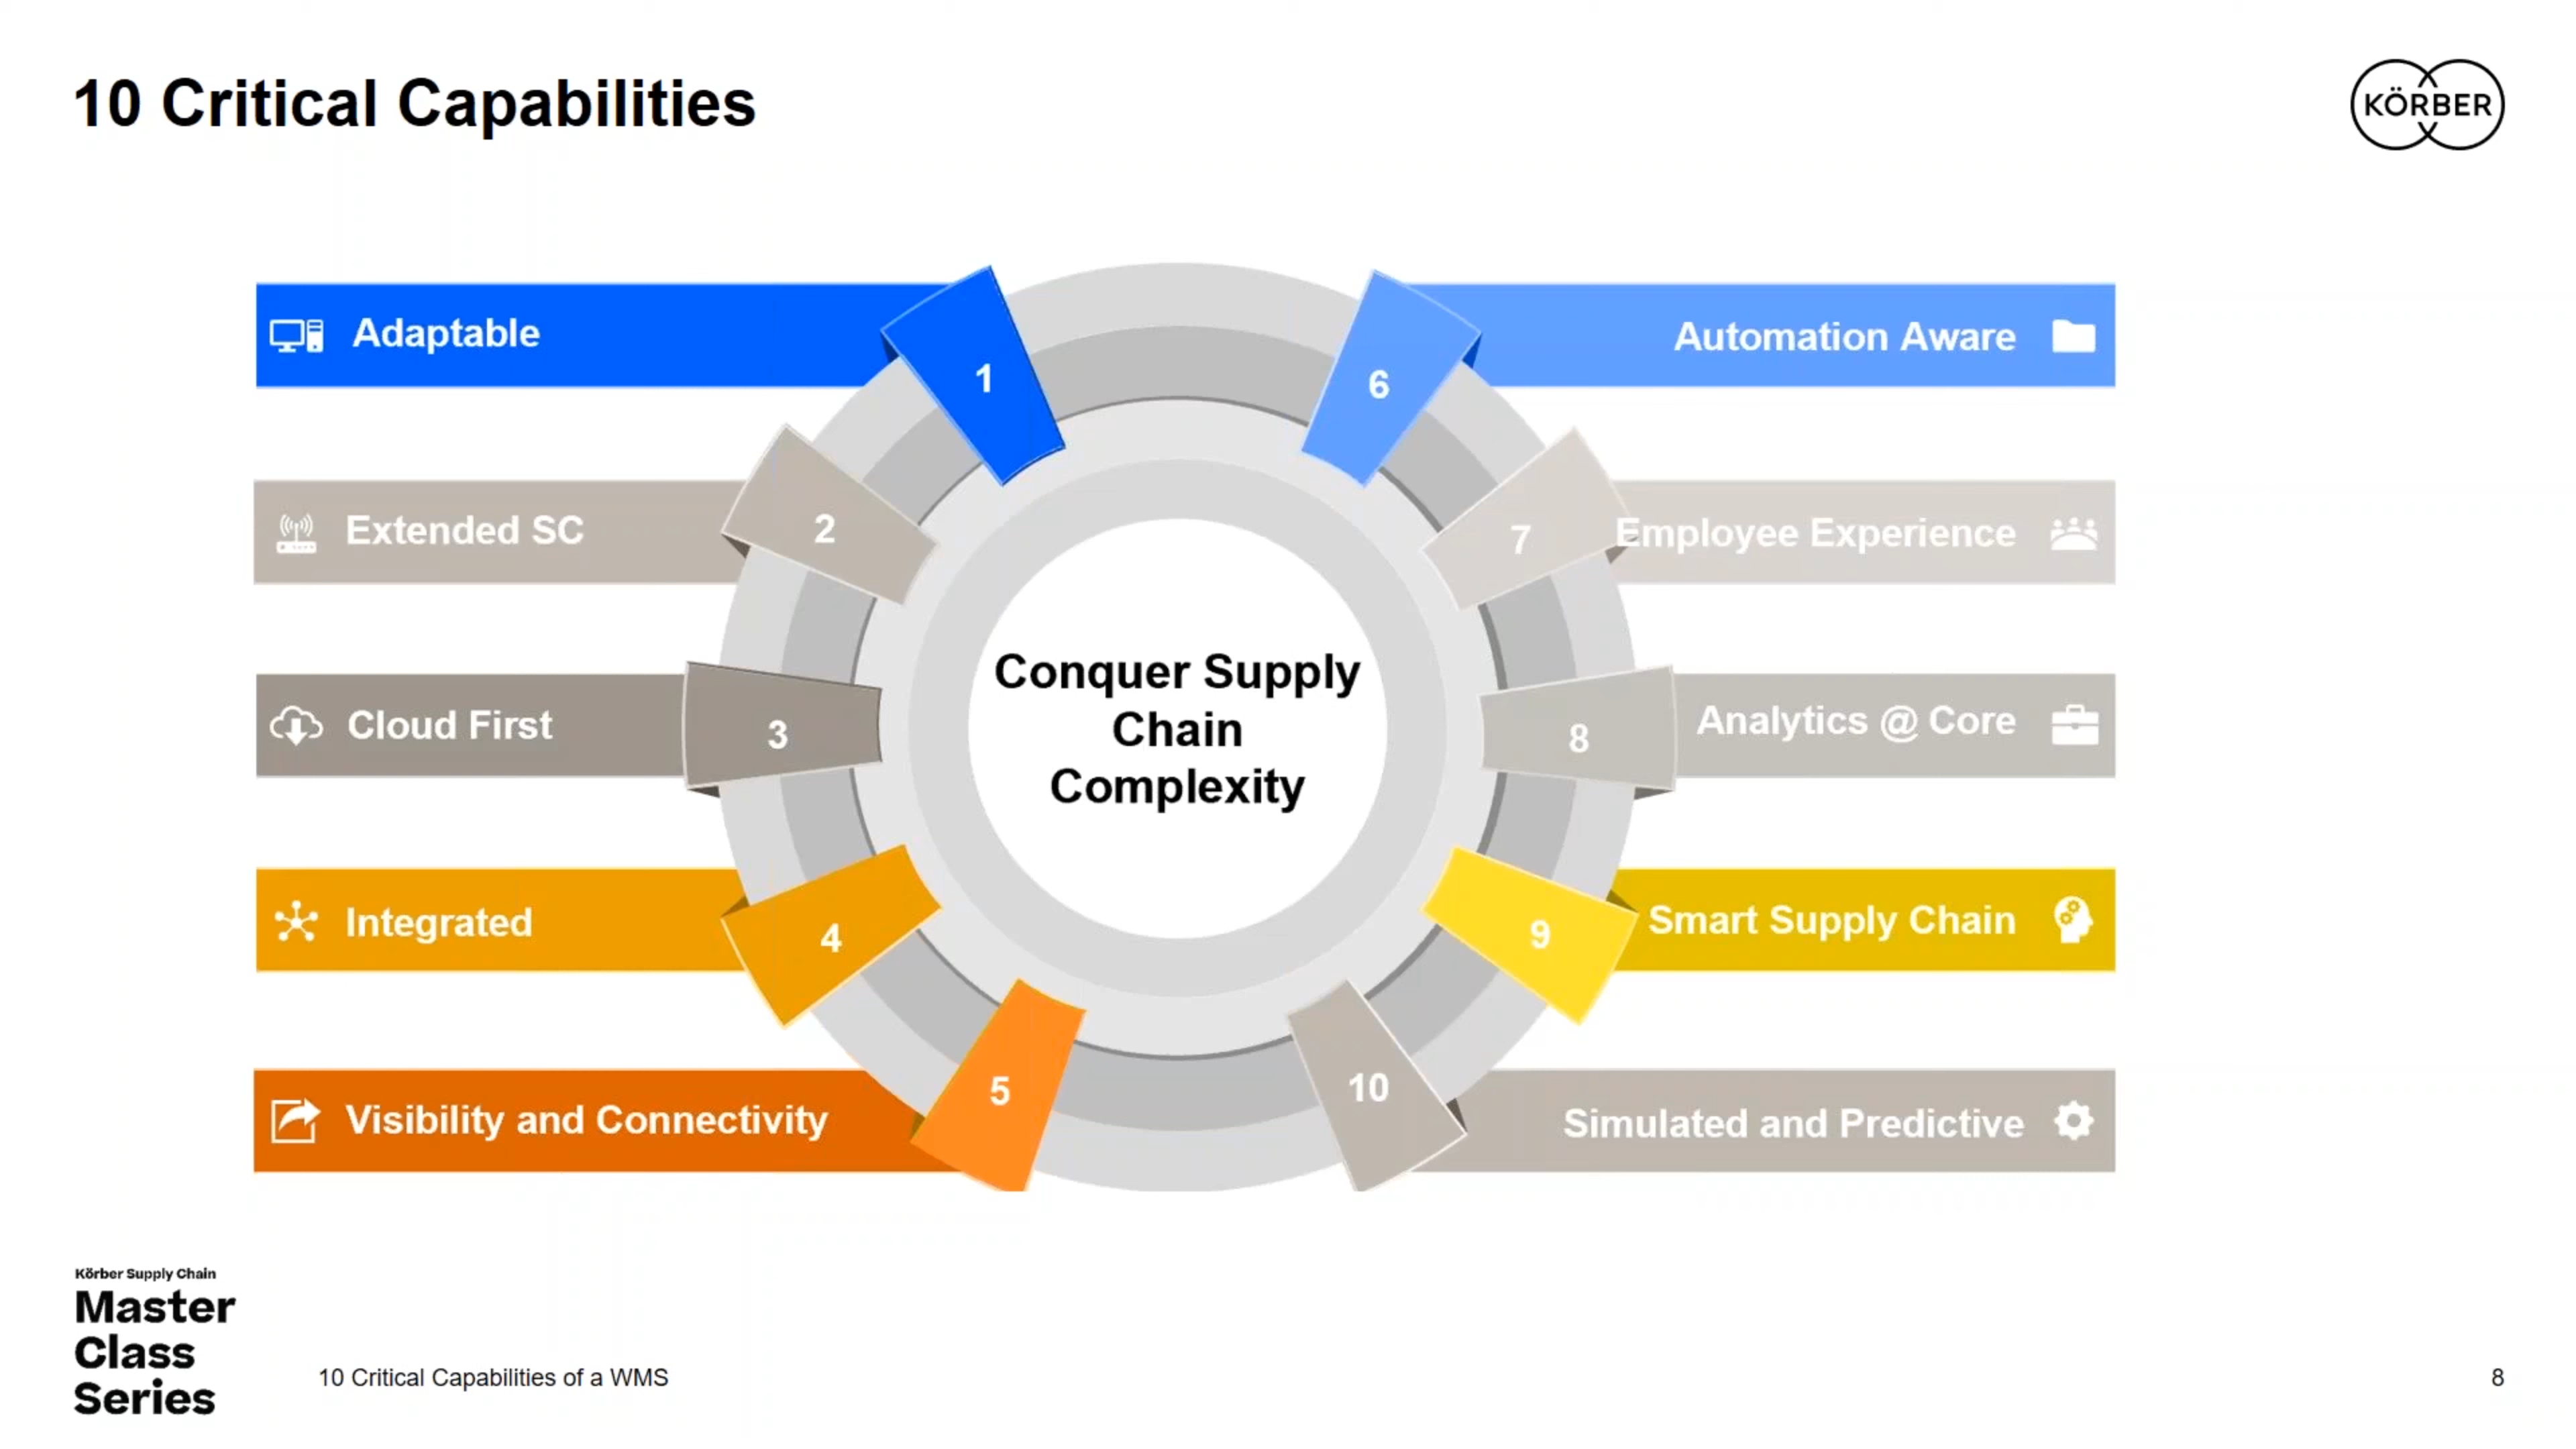 10 Critical Capabilities
KÖRBER
Adaptable
1
Extended SC
2
Cloud First
3
Integrated
4
Visibility and Connectivity
5
Conquer Supply
Chain
Complexity
6
Automation Aware
7
Employee Experience
8
Analytics @ Core
9
Smart Supply Chain
10
Simulated and Predictive
Körber Supply Chain
Master
Class
Series
10 Critical Capabilities of a WMS
8